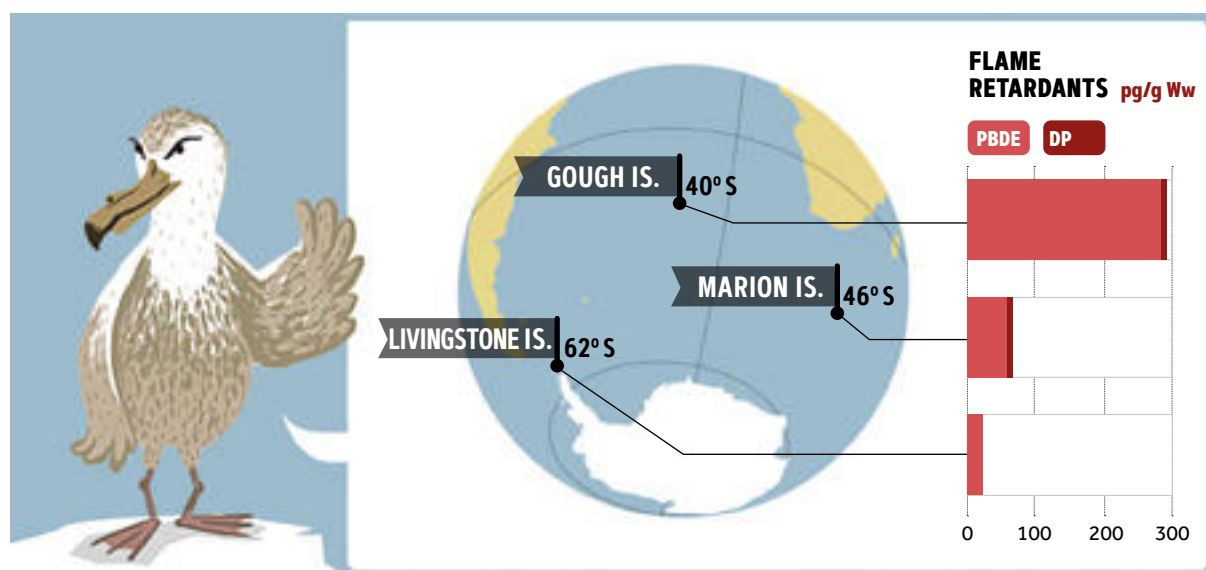 FLAME
RETARDANTS pg/g Ww
PBDE DP
GOUGH IS. 40º S
MARION IS. 46º S
LIVINGSTONE IS. 62º S
0 100 200 300